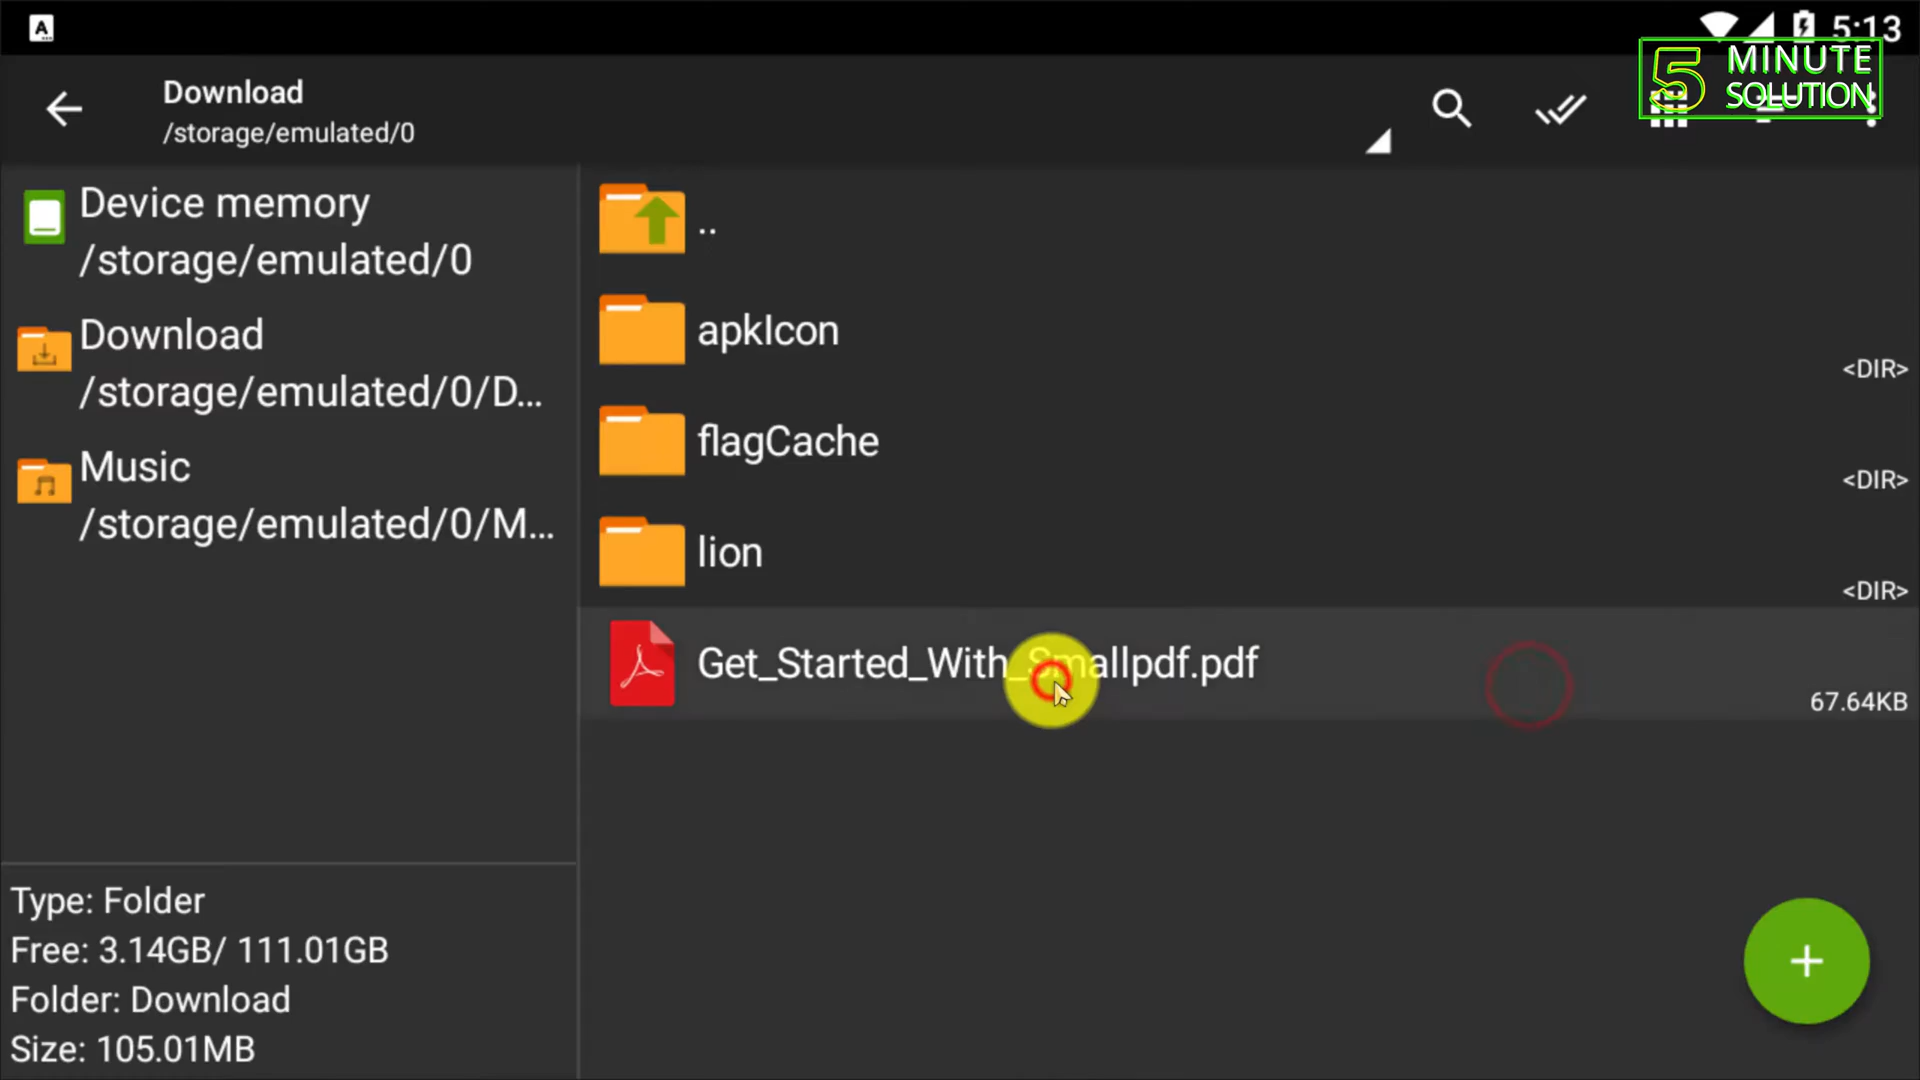 A
5:13
5 MINUTE
SOLUTION
Download
/storage/emulated/0
Device memory
/storage/emulated/0
Download
/storage/emulated/0/D...
Music
/storage/emulated/0/M...
..
apkIcon
<DIR>
flagCache
<DIR>
lion
<DIR>
Get_Started_With_Smallpdf.pdf
67.64KB
Type: Folder
Free: 3.14GB/ 111.01GB
Folder: Download
Size: 105.01MB